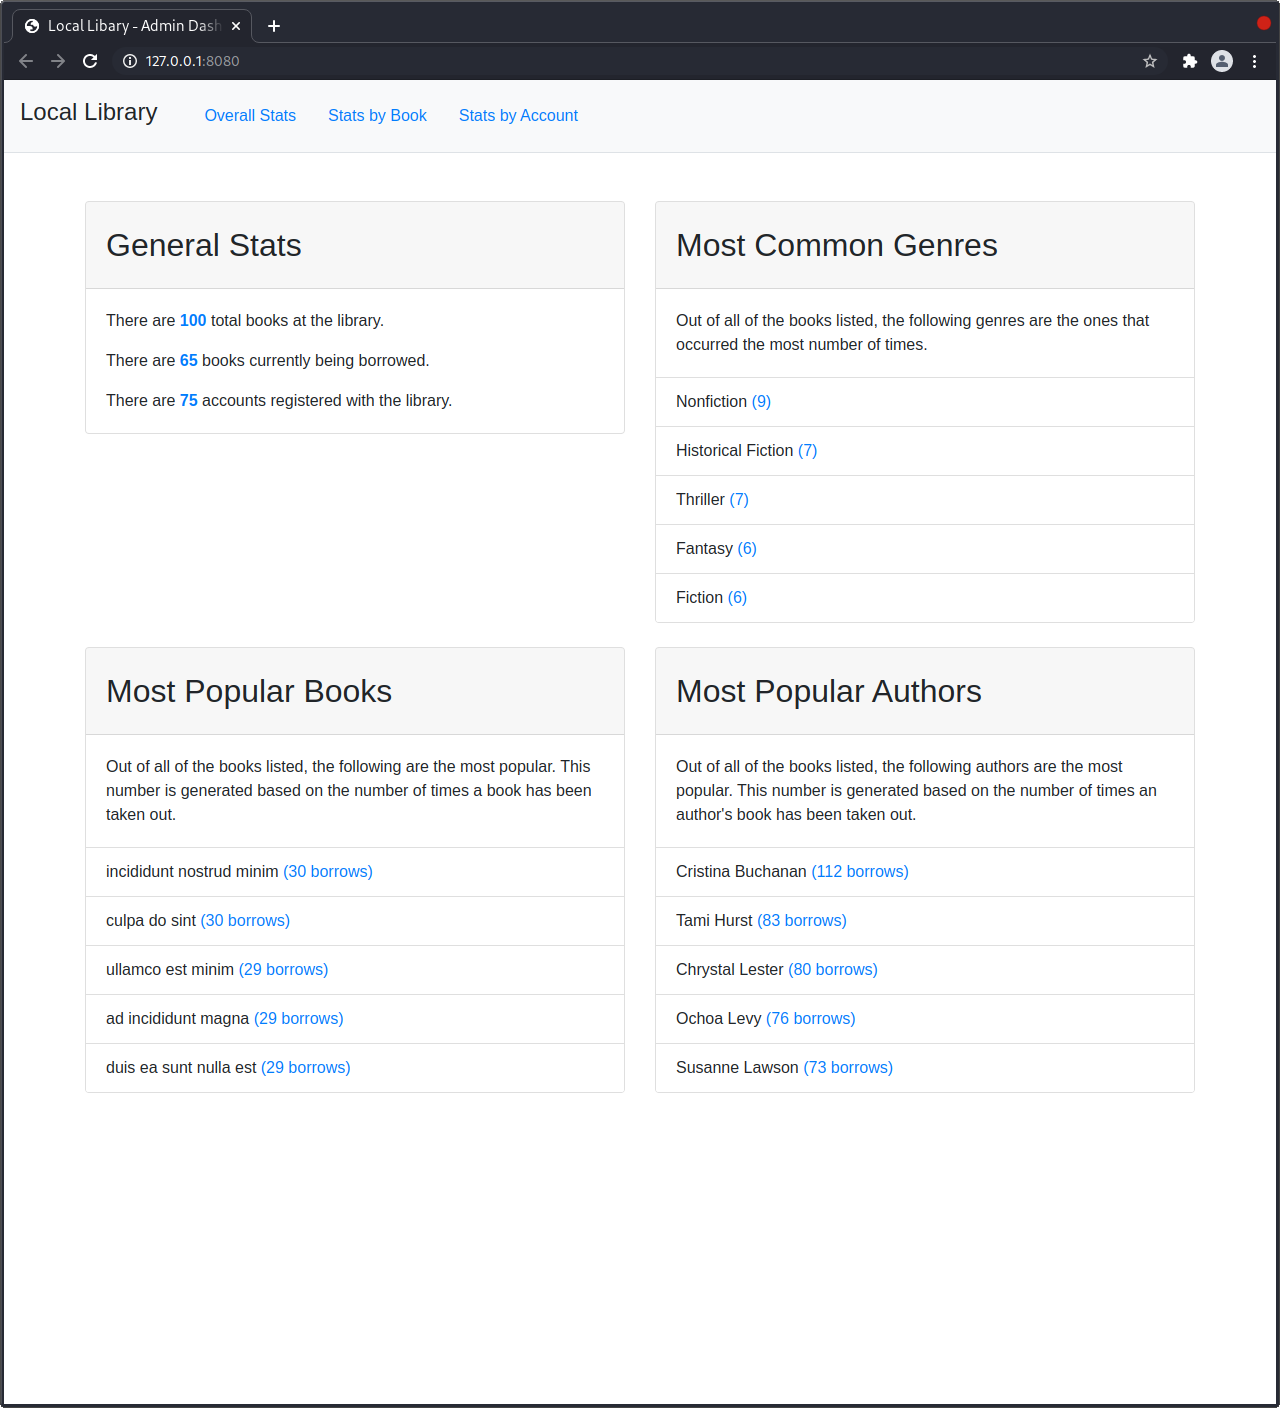 Local Libary - Admin Dash
127.0.0.1:8080
Local Library
Overall Stats
Stats by Book
Stats by Account
General Stats
There are 100 total books at the library.
There are 65 books currently being borrowed.
There are 75 accounts registered with the library.
Most Common Genres
Out of all of the books listed, the following genres are the ones that
occurred the most number of times.
Nonfiction (9)
Historical Fiction (7)
Thriller (7)
Fantasy (6)
Fiction (6)
Most Popular Books
Out of all of the books listed, the following are the most popular. This
number is generated based on the number of times a book has been
taken out.
incididunt nostrud minim (30 borrows)
culpa do sint (30 borrows)
ullamco est minim (29 borrows)
ad incididunt magna (29 borrows)
duis ea sunt nulla est (29 borrows)
Most Popular Authors
Out of all of the books listed, the following authors are the most
popular. This number is generated based on the number of times an
author's book has been taken out.
Cristina Buchanan (112 borrows)
Tami Hurst (83 borrows)
Chrystal Lester (80 borrows)
Ochoa Levy (76 borrows)
Susanne Lawson (73 borrows)